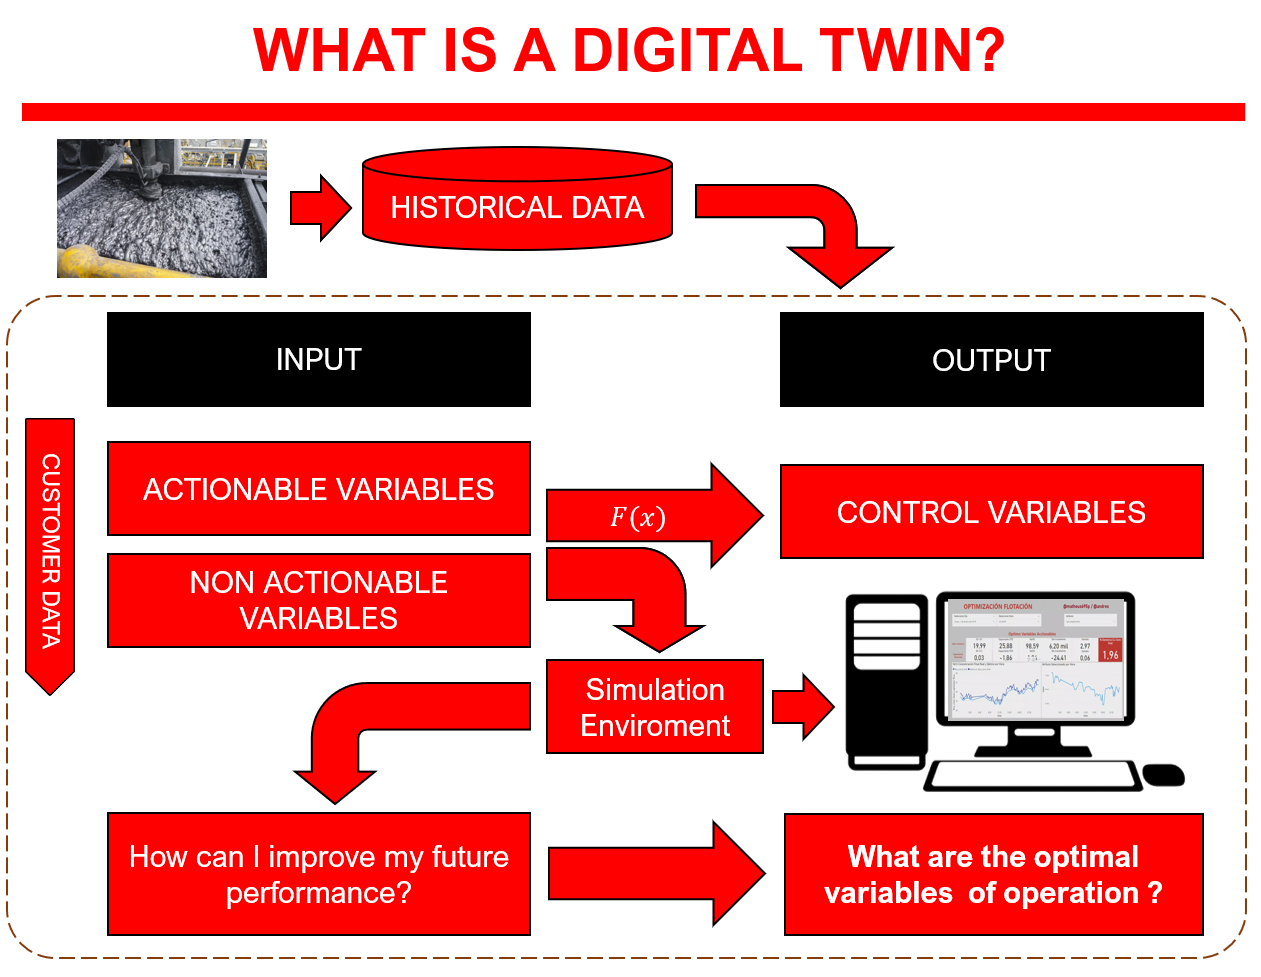 WHAT IS A DIGITAL TWIN?
HISTORICAL DATA
INPUT
OUTPUT
CUSTOMER DATA
ACTIONABLE VARIABLES
F(x)
CONTROL VARIABLES
NON ACTIONABLE
VARIABLES
Simulation
Enviroment
OPTIMIZACIÓN FLOTACIÓN
19,99
25,88
98,59
6,20 mil
2,97
1,96
0,03
-1,86
-24,41
0,06
How can I improve my future
performance?
What are the optimal
variables of operation ?